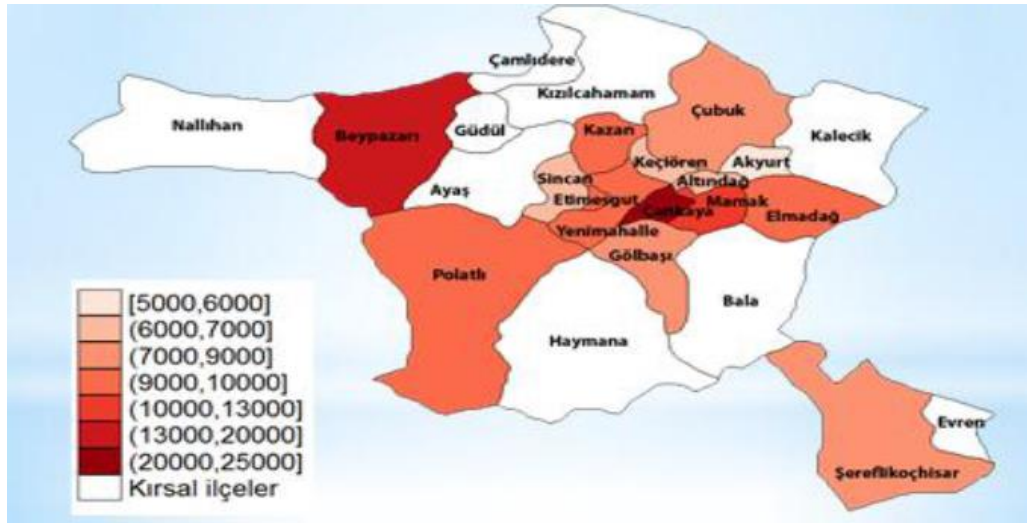 Çamlıdere
Kızılcahamam
Çubuk
Nallıhan
Beypazarı
Güdül
Kazan
Kalecik
Keçiören
Akyurt
Ayaş
Sincan
Altındağ
Etimesgut
Mamak
Çankaya
Elmadağ
Yenimahalle
Gölbaşı
Polatlı
Bala
Haymana
Evren
Şereflikoçhisar
[5000,6000]
(6000,7000]
(7000,9000]
(9000,10000]
(10000,13000]
(13000,20000]
(20000,25000]
Kırsal ilçeler